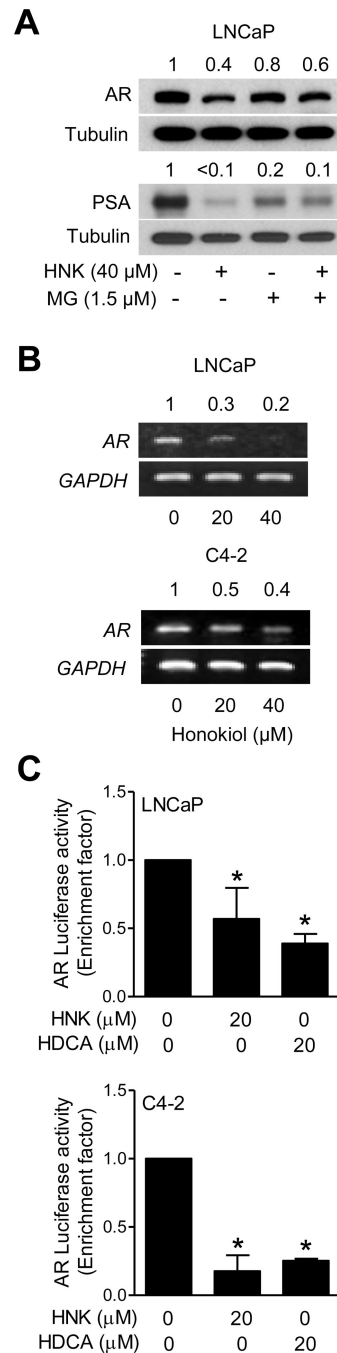 A
LNCaP
1 0.4 0.8 0.6
AR
Tubulin
1 <0.1 0.2 0.1
PSA
Tubulin
HNK (40 µM) - + - +
MG (1.5 µM) - - + +
B
LNCaP
1 0.3 0.2
AR
GAPDH
0 20 40
C4-2
1 0.5 0.4
AR
GAPDH
0 20 40
Honokiol (µM)
C
AR Luciferase activity
(Enrichment factor)
1.5
LNCaP
1.0
* *
0.5
0.0
HNK (µM) 0 20 0
HDCA (µM) 0 0 20
AR Luciferase activity
(Enrichment factor)
1.5
C4-2
1.0
0.5
* *
0.0
HNK (µM) 0 20 0
HDCA (µM) 0 0 20